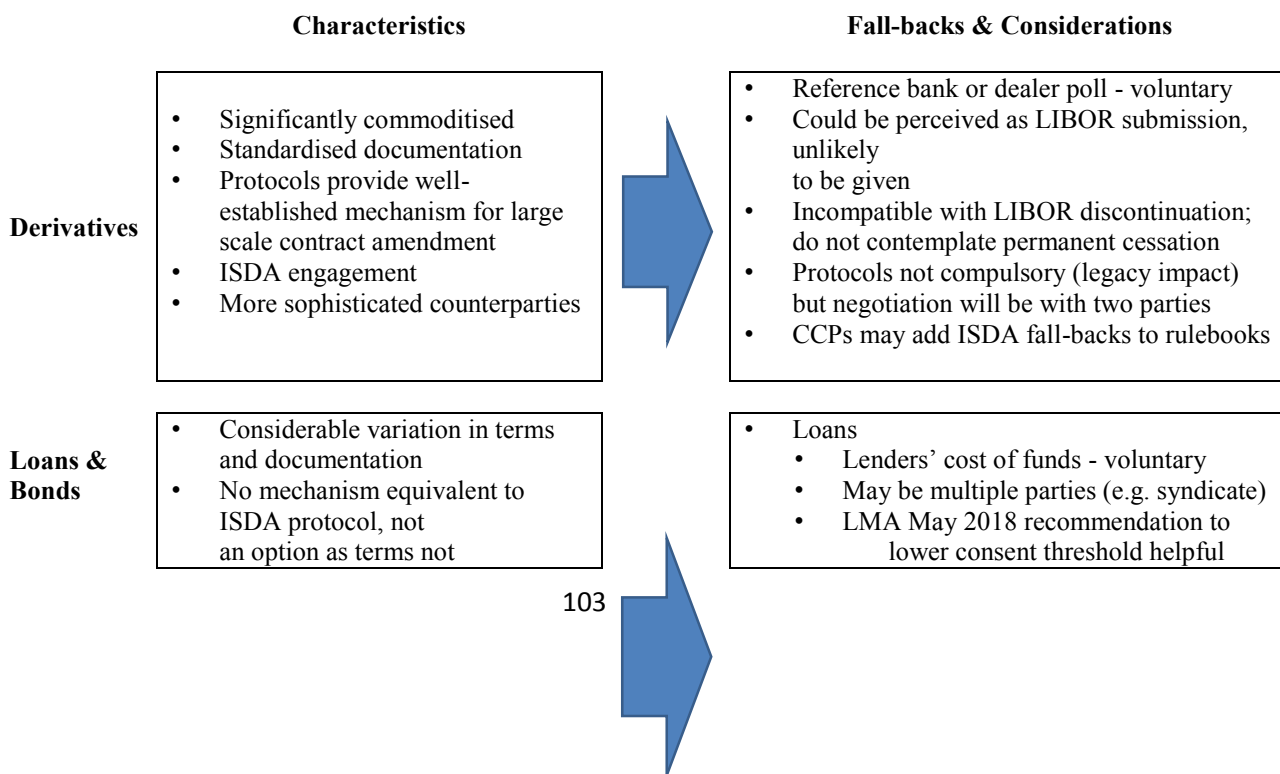 Characteristics
Fall-backs & Considerations
Derivatives
• Significantly commoditised
• Standardised documentation
• Protocols provide well-
established mechanism for large
scale contract amendment
• ISDA engagement
• More sophisticated counterparties
• Reference bank or dealer poll - voluntary
• Could be perceived as LIBOR submission,
unlikely
to be given
• Incompatible with LIBOR discontinuation;
do not contemplate permanent cessation
• Protocols not compulsory (legacy impact)
but negotiation will be with two parties
• CCPs may add ISDA fall-backs to rulebooks
Loans &
Bonds
• Considerable variation in terms
and documentation
• No mechanism equivalent to
ISDA protocol, not
an option as terms not
• Loans
• Lenders’ cost of funds - voluntary
• May be multiple parties (e.g. syndicate)
• LMA May 2018 recommendation to
lower consent threshold helpful
103